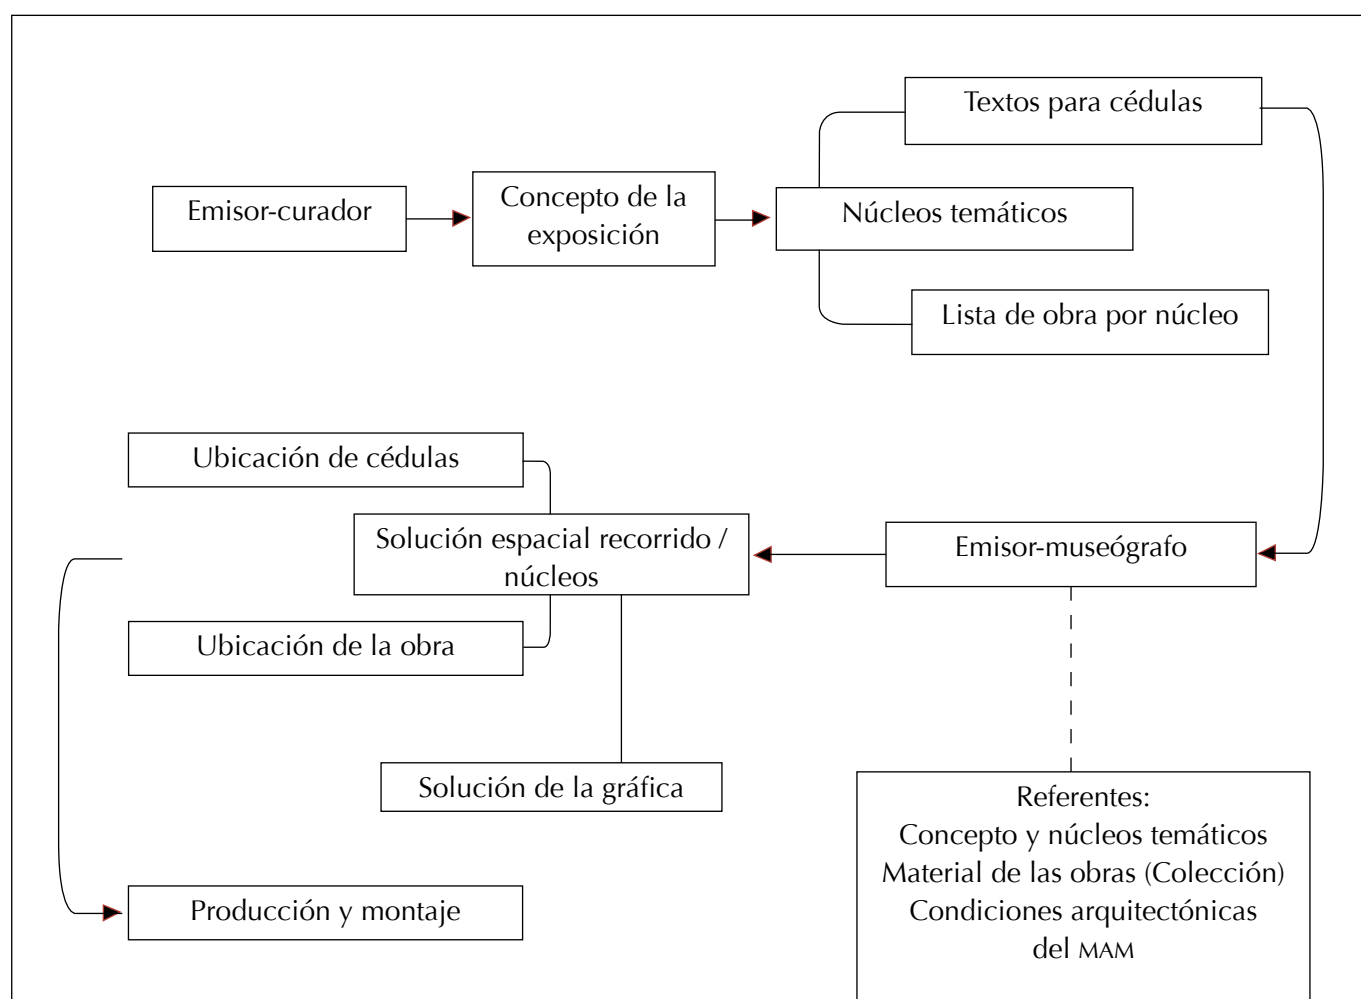 Textos para cédulas
Emisor-curador
Concepto de la
exposición
Núcleos temáticos
Lista de obra por núcleo
Ubicación de cédulas
Solución espacial recorrido /
núcleos
Emisor-museógrafo
Ubicación de la obra
Solución de la gráfica
Referentes:
Concepto y núcleos temáticos
Material de las obras (Colección)
Condiciones arquitectónicas
del MAM
Producción y montaje